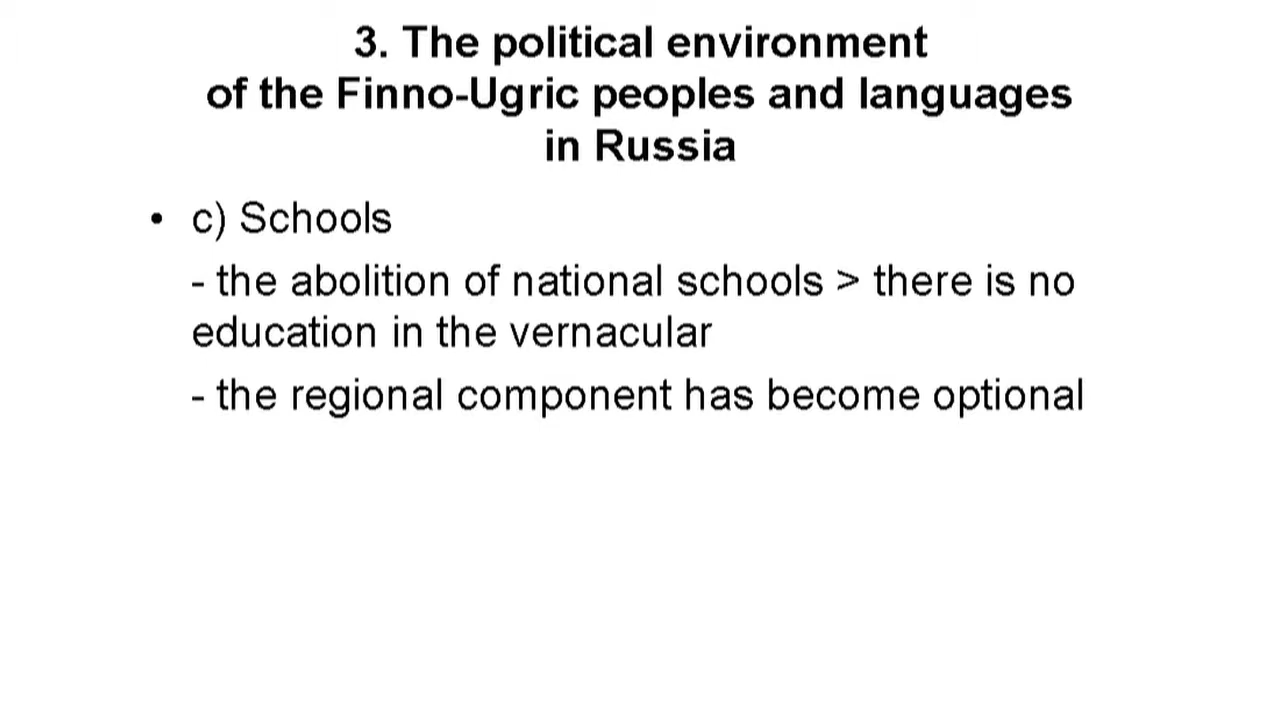 3. The political environment
of the Finno-Ugric peoples and languages
in Russia
• c) Schools
- the abolition of national schools > there is no
education in the vernacular
- the regional component has become optional